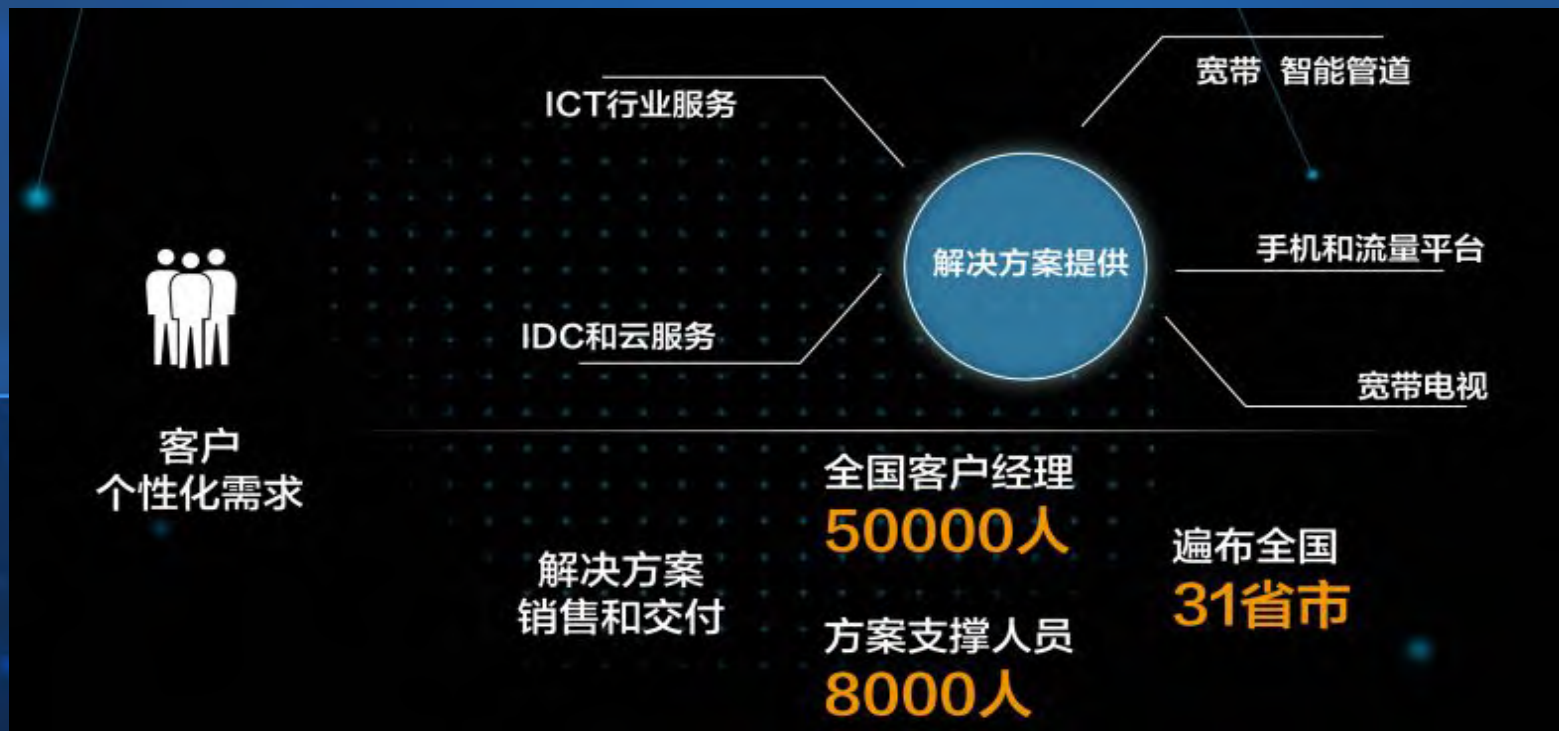 宽带 智能管道
ICT行业服务
手机和流量平台
解决方案提供
IDC和云服务
宽带电视
客户
个性化需求
全国客户经理
50000人
遍布全国
31省市
解决方案
销售和交付
方案支撑人员
8000人